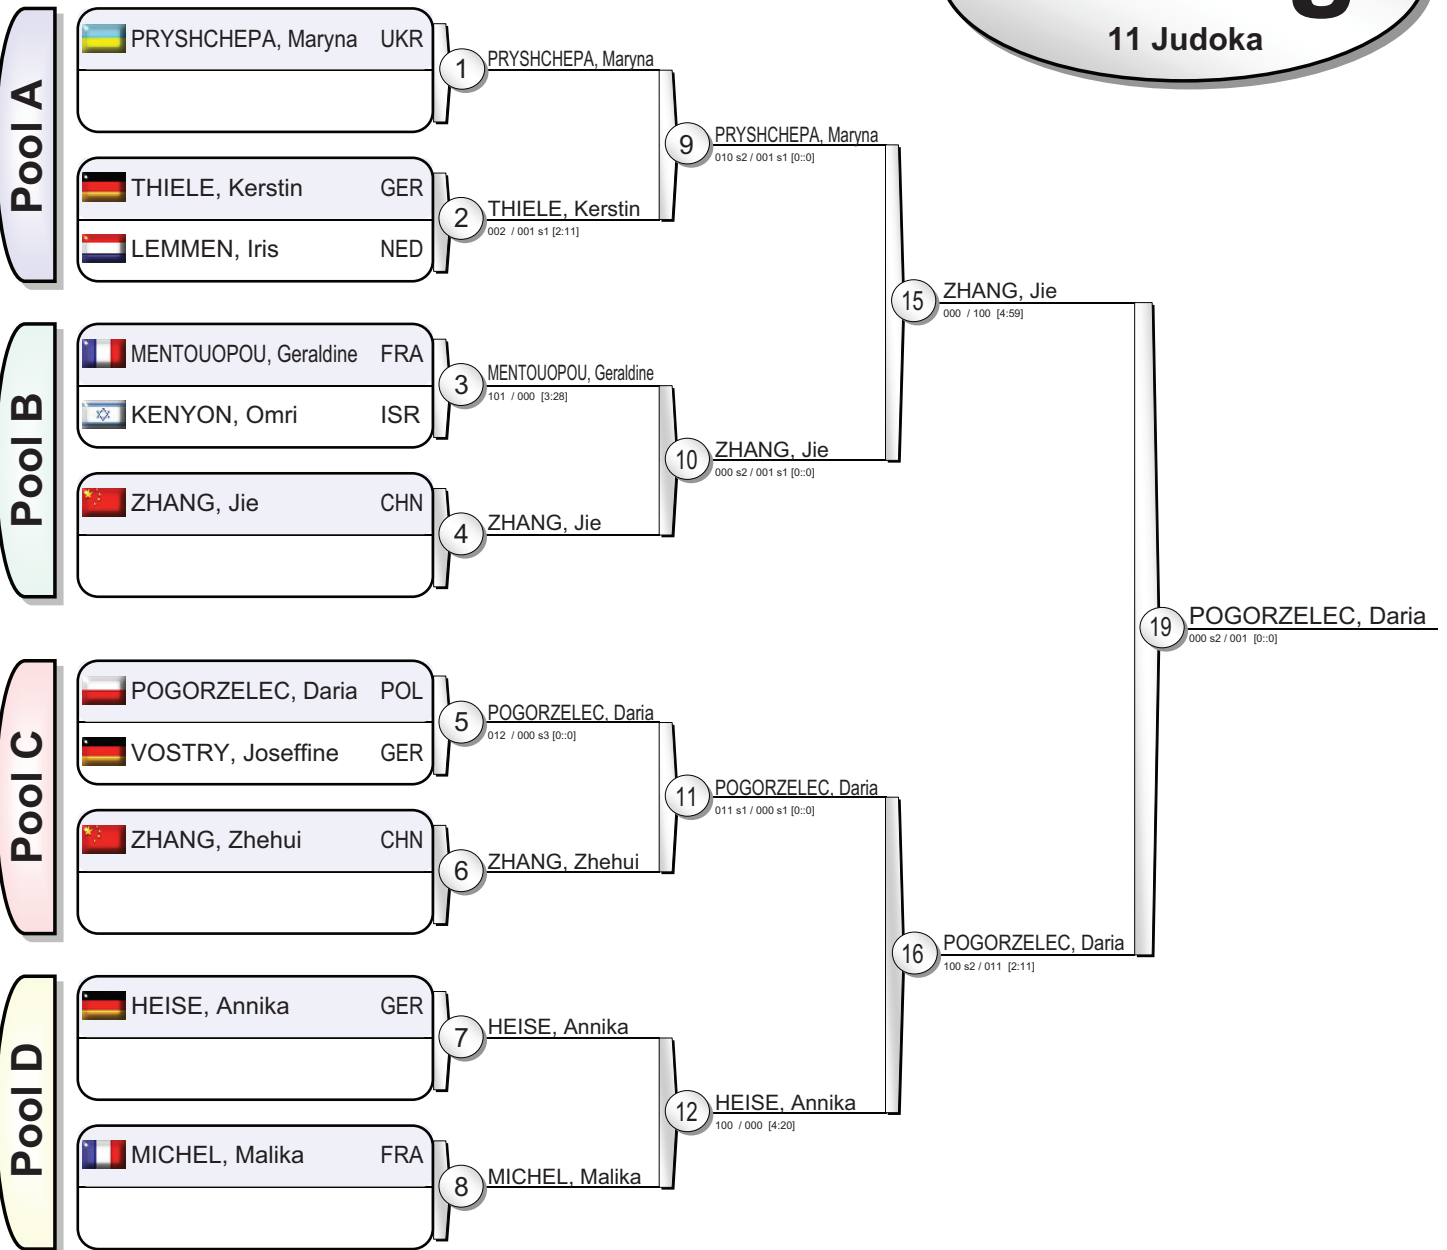 11 Judoka
Pool A
PRYSHCHEPA, Maryna UKR
1
PRYSHCHEPA, Maryna
THIELE, Kerstin GER
LEMMEN, Iris NED
2
THIELE, Kerstin
002 / 001 s1 [2:11]
9
PRYSHCHEPA, Maryna
010 s2 / 001 s1 [0::0]
Pool B
MENTOUOPOU, Geraldine FRA
KENYON, Omri ISR
3
MENTOUOPOU, Geraldine
101 / 000 [3:28]
ZHANG, Jie CHN
4
ZHANG, Jie
10
ZHANG, Jie
000 s2 / 001 s1 [0::0]
15
ZHANG, Jie
000 / 100 [4:59]
Pool C
POGORZELEC, Daria POL
VOSTRY, Joseffine GER
5
POGORZELEC, Daria
012 / 000 s3 [0::0]
ZHANG, Zhehui CHN
6
ZHANG, Zhehui
11
POGORZELEC, Daria
011 s1 / 000 s1 [0::0]
Pool D
HEISE, Annika GER
7
HEISE, Annika
MICHEL, Malika FRA
8
MICHEL, Malika
12
HEISE, Annika
100 / 000 [4:20]
16
POGORZELEC, Daria
100 s2 / 011 [2:11]
19
POGORZELEC, Daria
000 s2 / 001 [0::0]